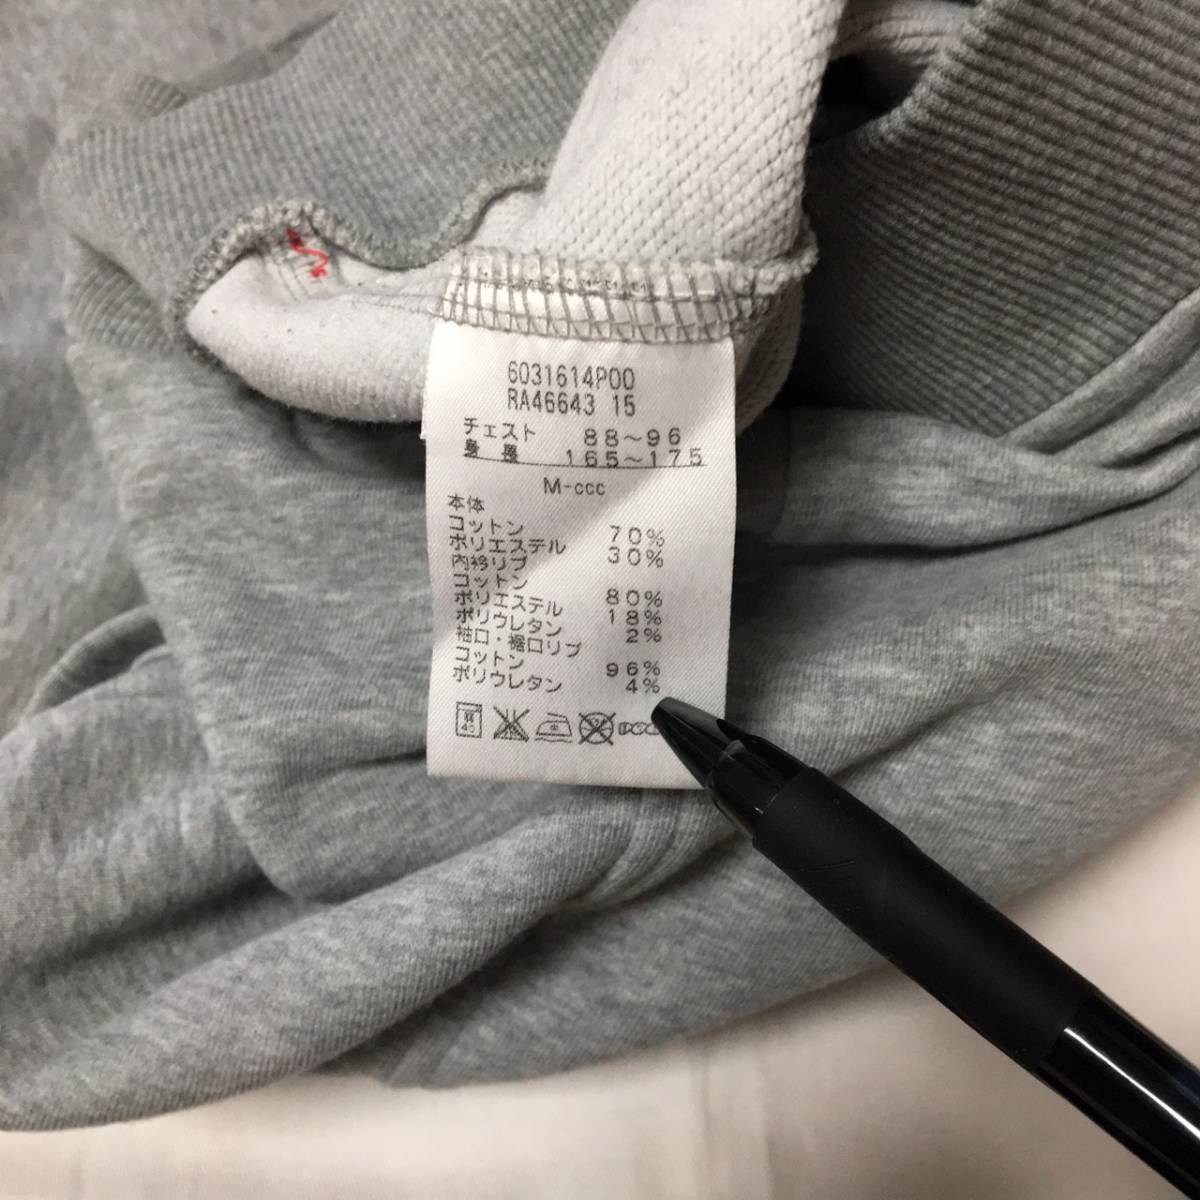 6031614P00
RA46643 15
チェスト 88~96
身長 165~175
M-ccc
本体
コットン 70%
ポリエステル 30%
内衿リブ
コットン 80%
ポリエステル 18%
ポリウレタン 2%
袖口・裾口リブ
コットン 96%
ポリウレタン 4%
弱
40